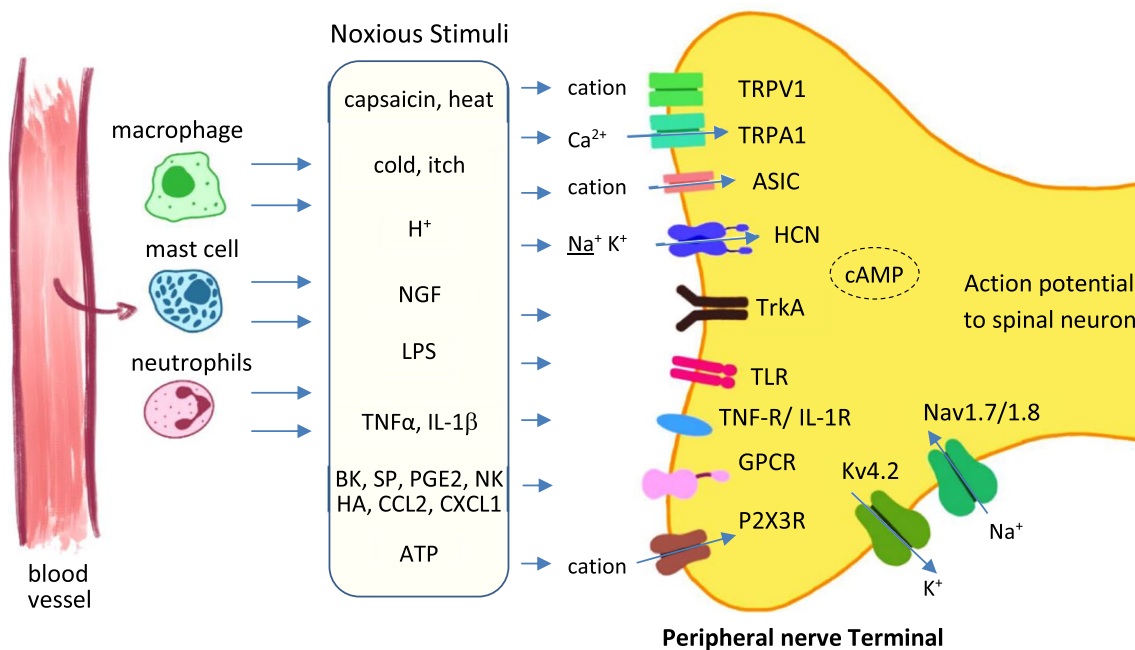 Noxious Stimuli
macrophage
mast cell
neutrophils
blood
vessel
capsaicin, heat
cold, itch
H⁺
NGF
LPS
TNFα, IL-1β
BK, SP, PGE2, NK
HA, CCL2, CXCL1
ATP
cation
Ca²⁺
cation
Na⁺ K⁺
cation
TRPV1
TRPA1
ASIC
HCN
TrkA
TLR
TNF-R/ IL-1R
GPCR
P2X3R
cAMP
Action potential
to spinal neuron
Nav1.7/1.8
Na⁺
Kv4.2
K⁺
Peripheral nerve Terminal